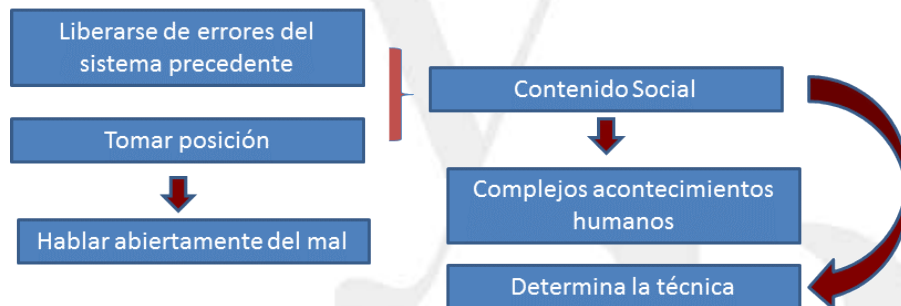 Liberarse de errores del
sistema precedente
Tomar posición
Hablar abiertamente del mal
Contenido Social
Complejos acontecimientos
humanos
Determina la técnica